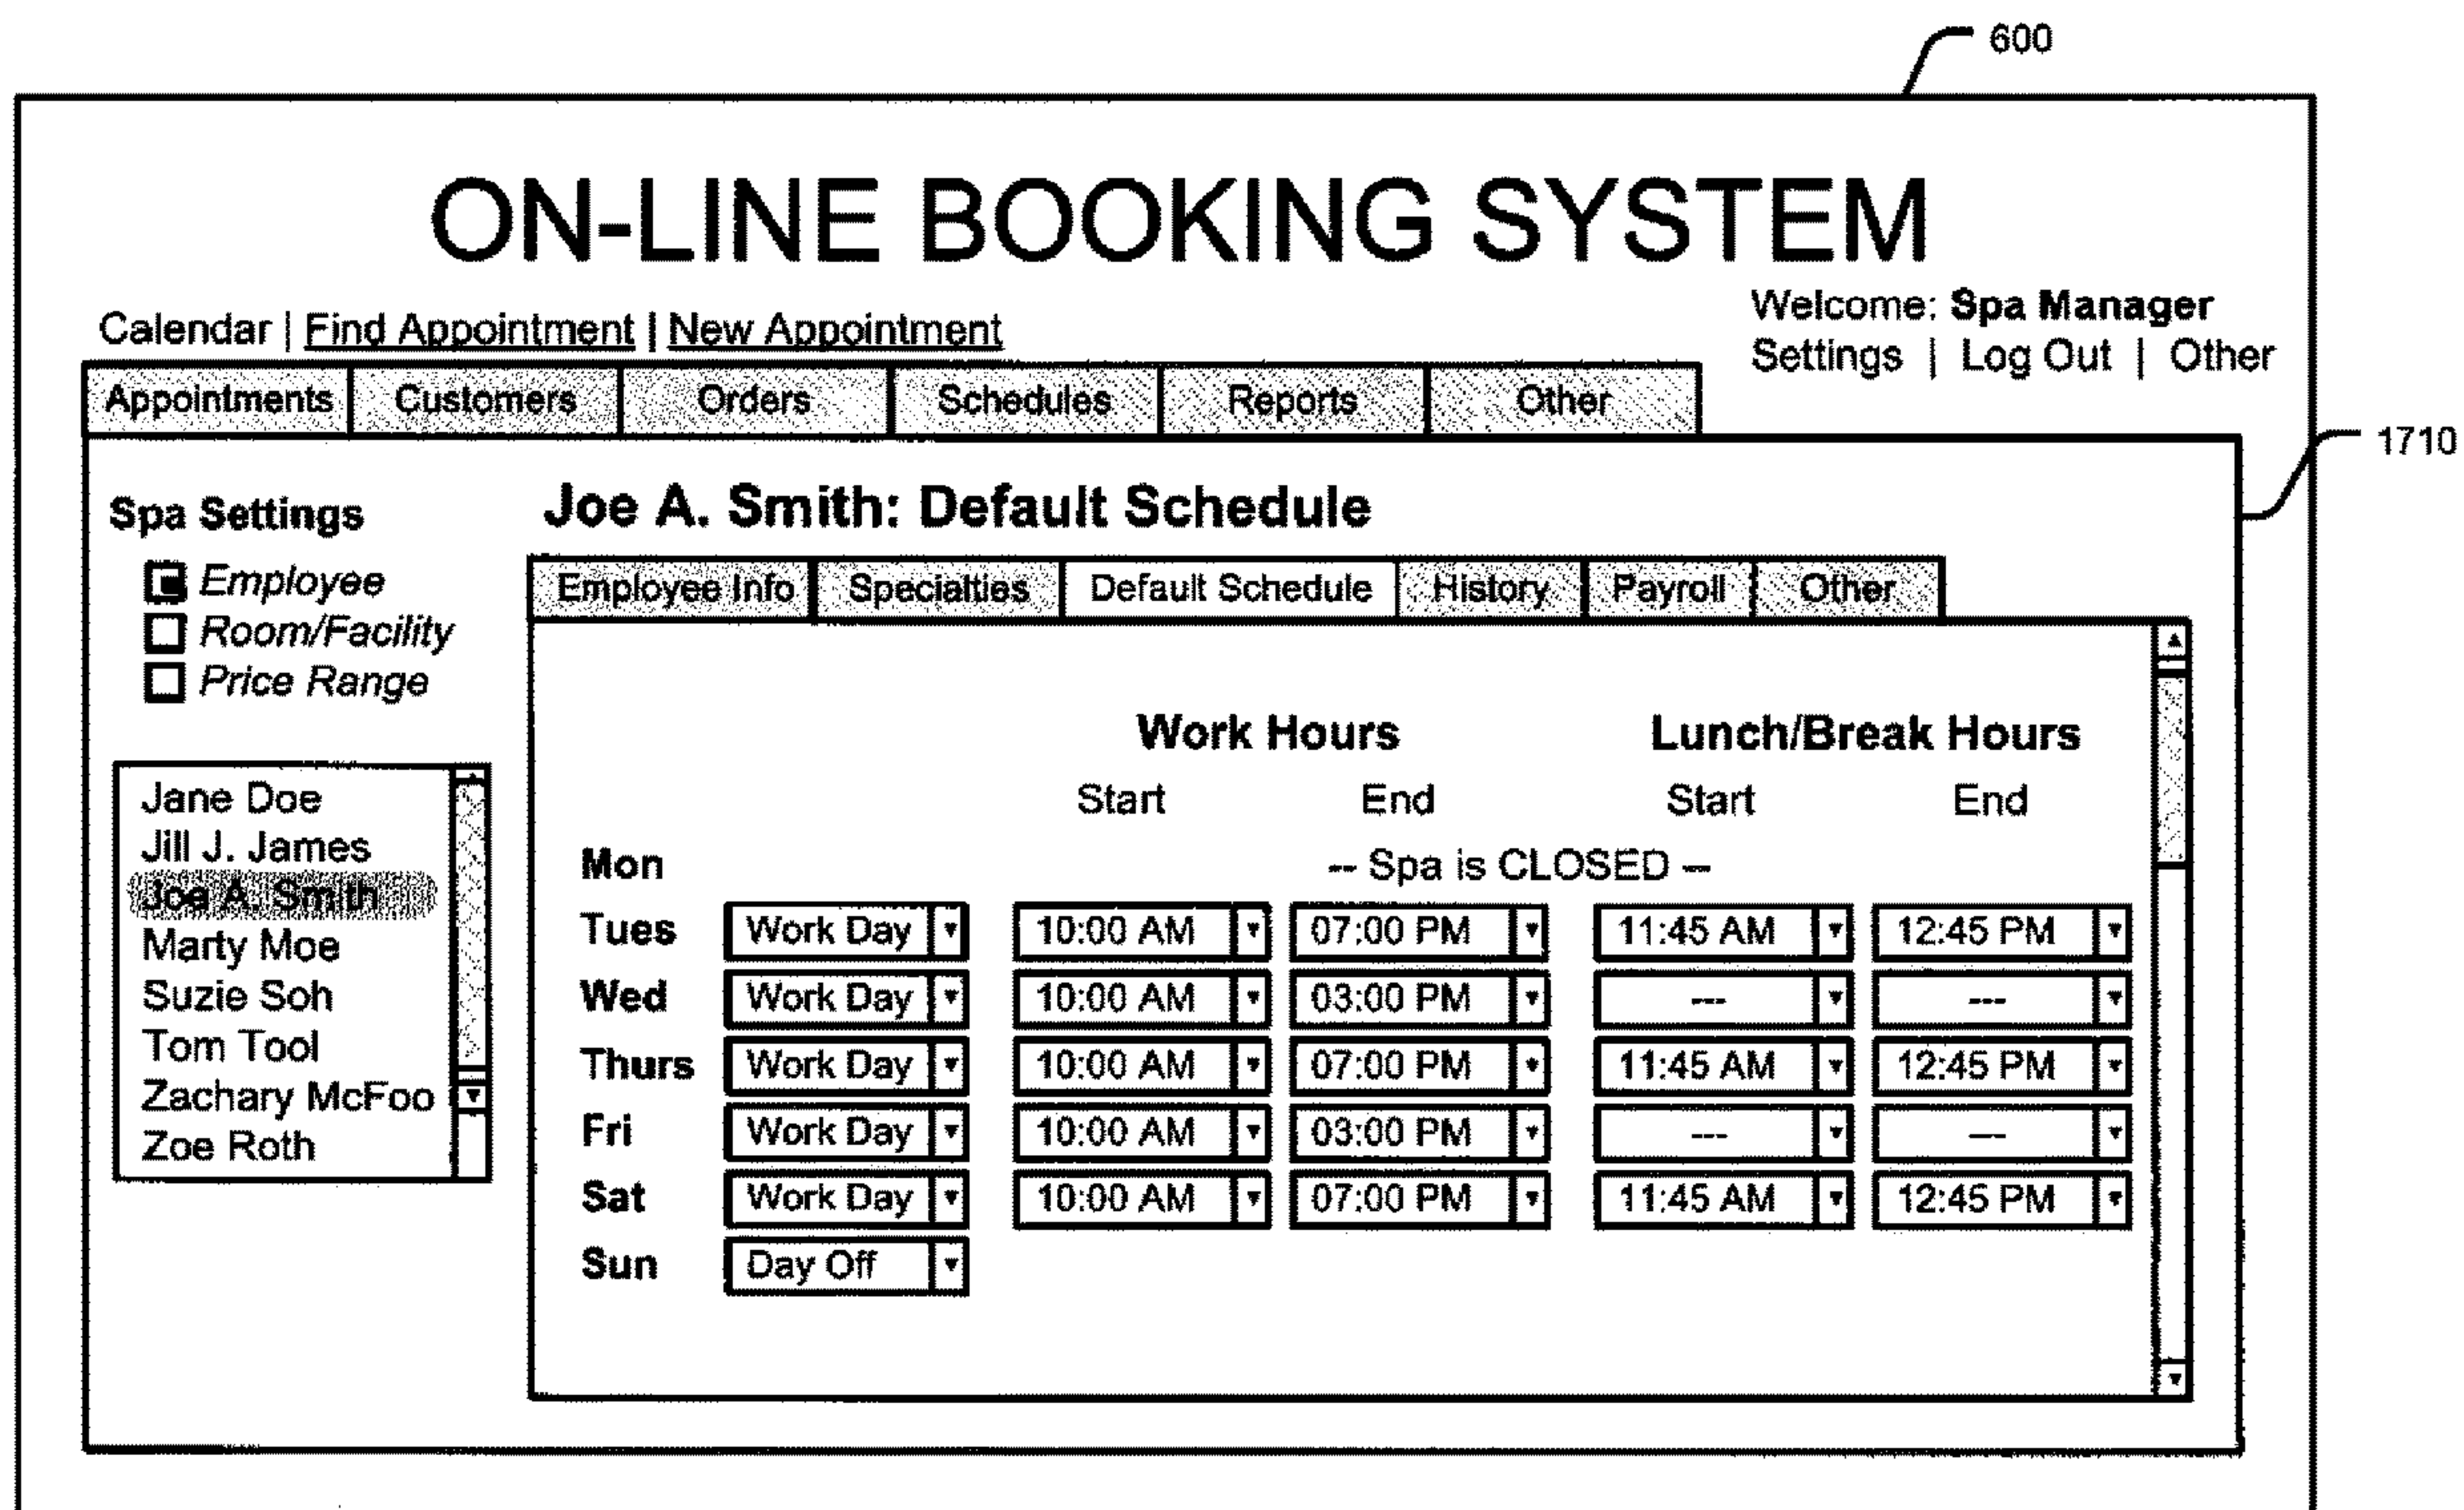 600
ON-LINE BOOKING SYSTEM
Welcome: Spa Manager
Calendar | Find Appointment | New Appointment
Settings | Log Out | Other
Appointments Customers Orders Schedules Reports Other
1710
Spa Settings
Employee
Room/Facility
Price Range
Jane Doe
Jill J. James
Joe A. Smith
Marty Moe
Suzie Soh
Tom Tool
Zachary McFoo
Zoe Roth
Joe A. Smith: Default Schedule
Employee Info Specialties Default Schedule History Payroll Other
Work Hours Lunch/Break Hours
Start End Start End
Mon -- Spa is CLOSED --
Tues Work Day 10:00 AM 07:00 PM 11:45 AM 12:45 PM
Wed Work Day 10:00 AM 03:00 PM --- ---
Thurs Work Day 10:00 AM 07:00 PM 11:45 AM 12:45 PM
Fri Work Day 10:00 AM 03:00 PM --- ---
Sat Work Day 10:00 AM 07:00 PM 11:45 AM 12:45 PM
Sun Day Off